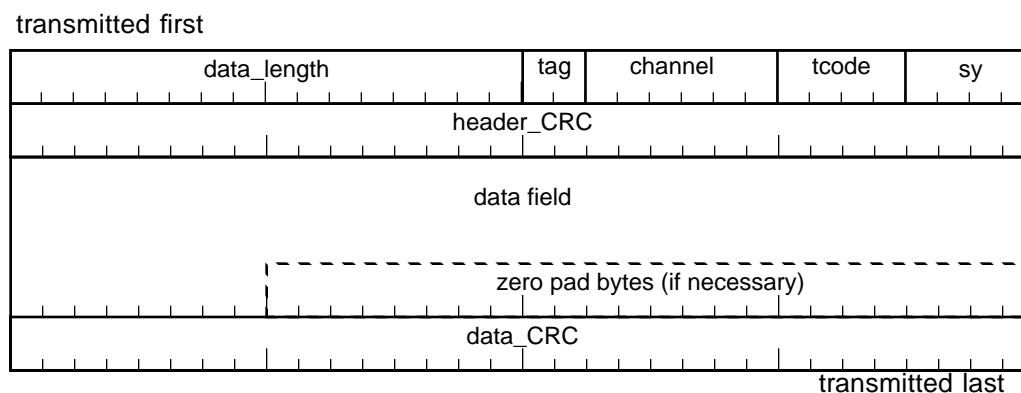 transmitted first
data_length tag channel tcode sy
header_CRC
data field
zero pad bytes (if necessary)
data_CRC
transmitted last